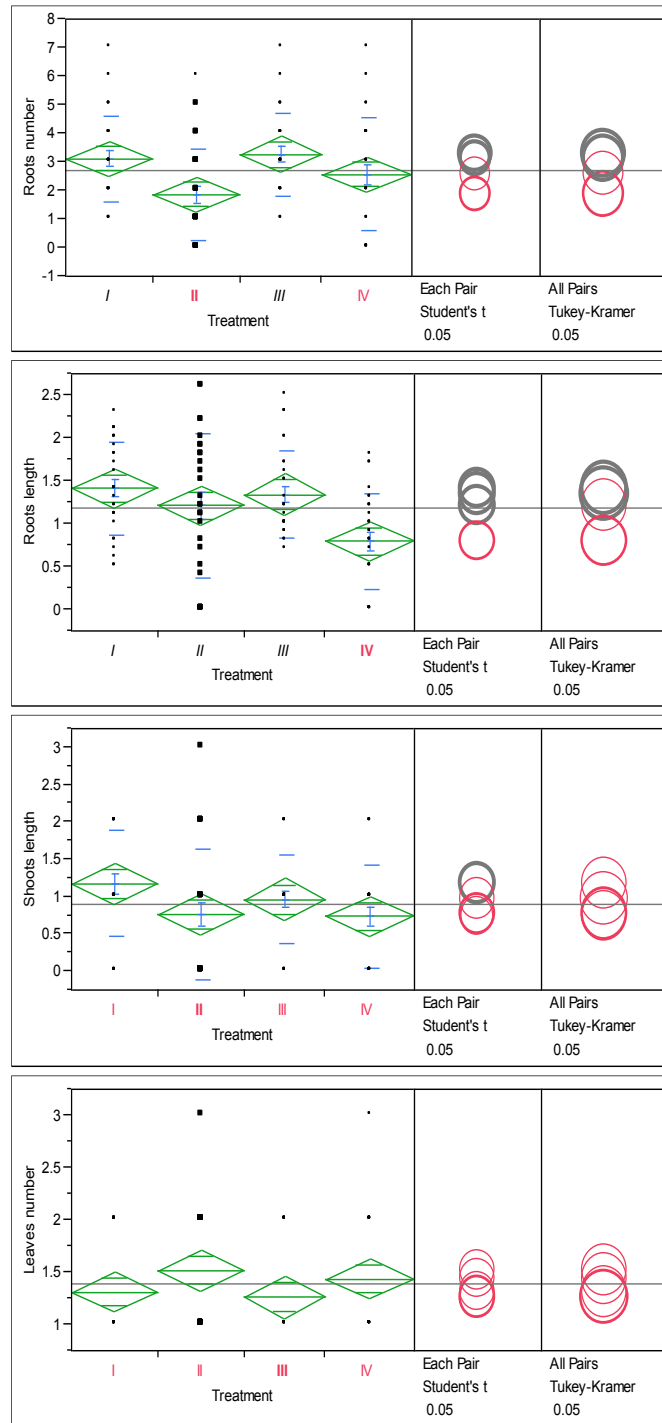 8
7
6
5
4
3
2
1
0
-1
Roots number
I II III IV
Treatment
Each Pair
Student's t
0.05
All Pairs
Tukey-Kramer
0.05
2.5
2
1.5
1
0.5
0
Roots length
I II III IV
Treatment
Each Pair
Student's t
0.05
All Pairs
Tukey-Kramer
0.05
3
2.5
2
1.5
1
0.5
0
Shoots length
I II III IV
Treatment
Each Pair
Student's t
0.05
All Pairs
Tukey-Kramer
0.05
3
2.5
2
1.5
1
Leaves number
I II III IV
Treatment
Each Pair
Student's t
0.05
All Pairs
Tukey-Kramer
0.05